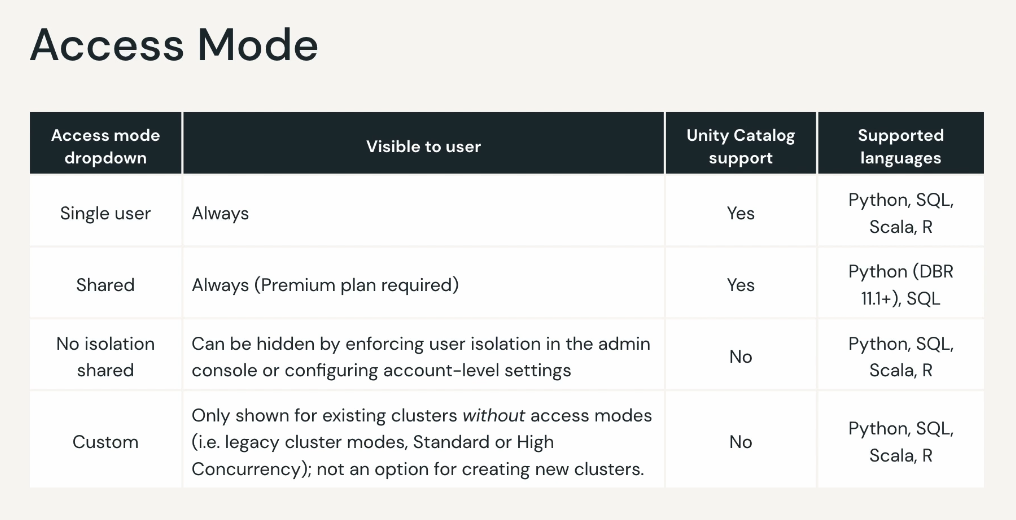 Access Mode
Access mode
dropdown
Visible to user
Unity Catalog
support
Supported
languages
Single user
Always
Yes
Python, SQL,
Scala, R
Shared
Always (Premium plan required)
Yes
Python (DBR
11.1+), SQL
No isolation
shared
Can be hidden by enforcing user isolation in the admin
console or configuring account-level settings
No
Python, SQL,
Scala, R
Custom
Only shown for existing clusters without access modes
(i.e. legacy cluster modes, Standard or High
Concurrency); not an option for creating new clusters.
No
Python, SQL,
Scala, R